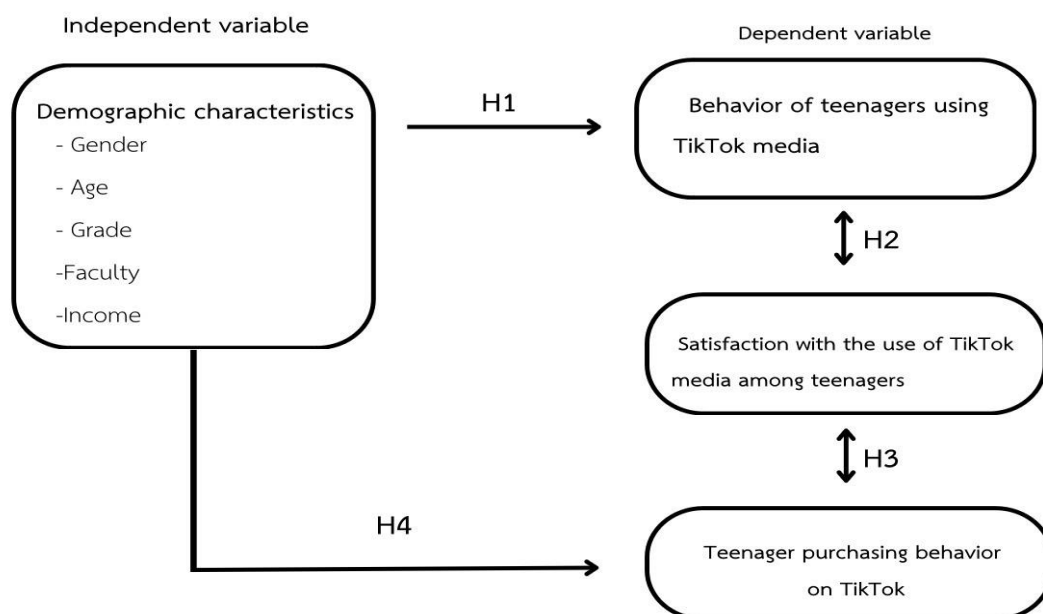 Independent variable
Dependent variable
Demographic characteristics
- Gender
- Age
- Grade
-Faculty
-Income
H1
Behavior of teenagers using
TikTok media
H2
Satisfaction with the use of TikTok
media among teenagers
H3
H4
Teenager purchasing behavior
on TikTok